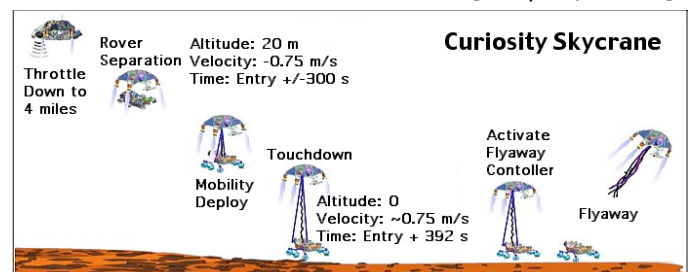 Curiosity Skycrane
Throttle
Down to
4 miles
Rover
Separation
Altitude: 20 m
Velocity: -0.75 m/s
Time: Entry +/-300 s
Mobility
Deploy
Touchdown
Altitude: 0
Velocity: ~0.75 m/s
Time: Entry + 392 s
Activate
Flyaway
Contoller
Flyaway